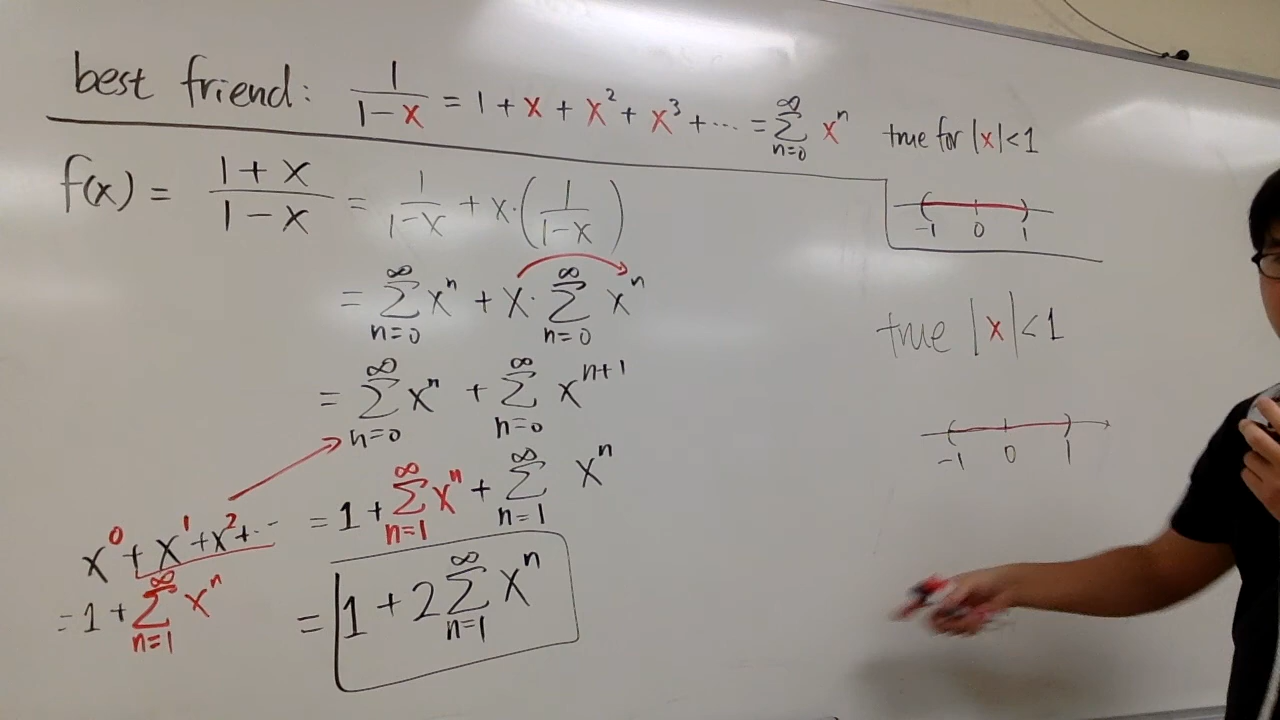 best friend: 1/(1-x) = 1 + x + x² + x³ + ... = ∑_{n=0}^{∞} xⁿ true for |x|<1
-1 0 1
f(x) = (1+x)/(1-x) = 1/(1-x) + x·(1/(1-x))
= ∑_{n=0}^{∞} xⁿ + x·∑_{n=0}^{∞} xⁿ
true |x|<1
= ∑_{n=0}^{∞} xⁿ + ∑_{n=0}^{∞} xⁿ⁺¹
-1 0 1
= 1 + ∑_{n=1}^{∞} xⁿ + ∑_{n=1}^{∞} xⁿ
x⁰ + x¹ + x² + ...
= 1 + ∑_{n=1}^{∞} xⁿ
= 1 + 2∑_{n=1}^{∞} xⁿ